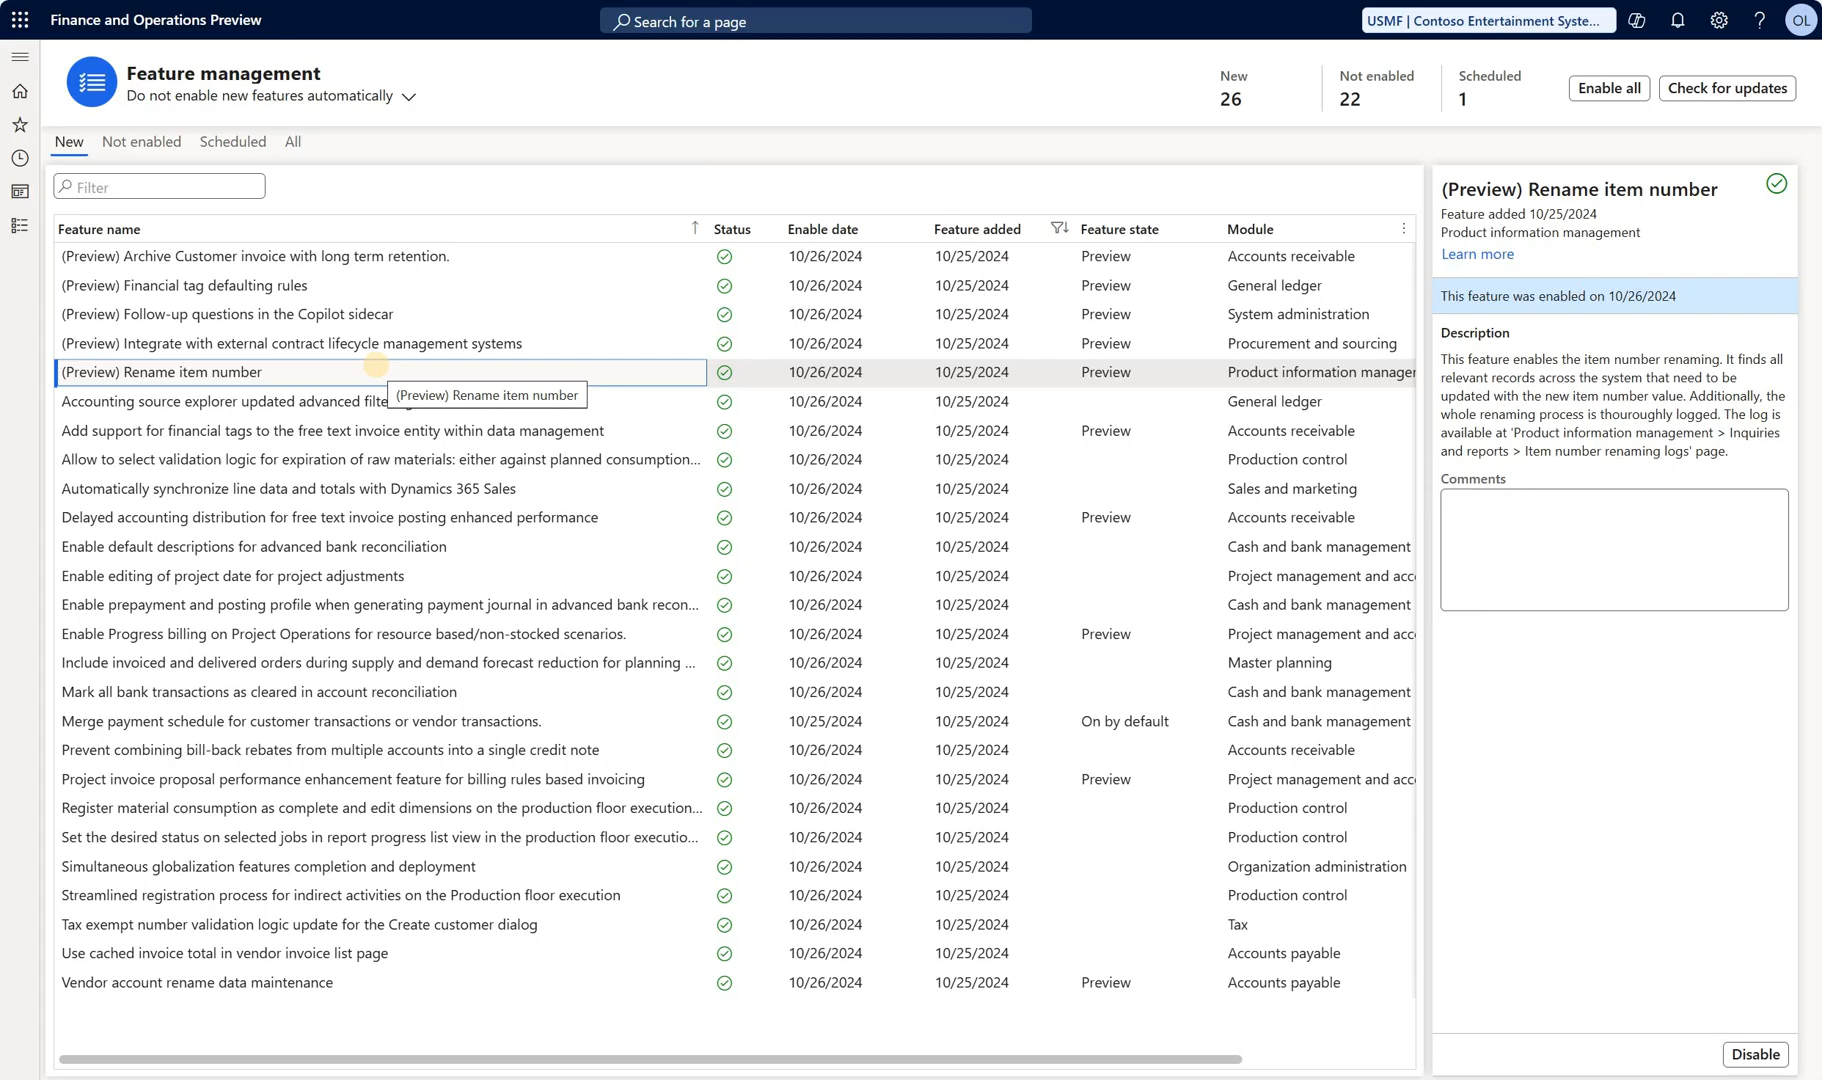 Finance and Operations Preview
Search for a page
USMF | Contoso Entertainment Syste...
OL
Feature management
Do not enable new features automatically
New
26
Not enabled
22
Scheduled
1
Enable all
Check for updates
New Not enabled Scheduled All
Filter
Feature name Status Enable date Feature added Feature state Module
(Preview) Archive Customer invoice with long term retention. 10/26/2024 10/25/2024 Preview Accounts receivable
(Preview) Financial tag defaulting rules 10/26/2024 10/25/2024 Preview General ledger
(Preview) Follow-up questions in the Copilot sidecar 10/26/2024 10/25/2024 Preview System administration
(Preview) Integrate with external contract lifecycle management systems 10/26/2024 10/25/2024 Preview Procurement and sourcing
(Preview) Rename item number 10/26/2024 10/25/2024 Preview Product information manager
(Preview) Rename item number
Accounting source explorer updated advanced 10/26/2024 10/25/2024 General ledger
Add support for financial tags to the free text invoice entity within data management 10/26/2024 10/25/2024 Preview Accounts receivable
Allow to select validation logic for expiration of raw materials: either against planned consumption... 10/26/2024 10/25/2024 Production control
Automatically synchronize line data and totals with Dynamics 365 Sales 10/26/2024 10/25/2024 Sales and marketing
Delayed accounting distribution for free text invoice posting enhanced performance 10/26/2024 10/25/2024 Preview Accounts receivable
Enable default descriptions for advanced bank reconciliation 10/26/2024 10/25/2024 Cash and bank management
Enable editing of project date for project adjustments 10/26/2024 10/25/2024 Project management and acc
Enable prepayment and posting profile when generating payment journal in advanced bank recon... 10/26/2024 10/25/2024 Cash and bank management
Enable Progress billing on Project Operations for resource based/non-stocked scenarios. 10/26/2024 10/25/2024 Preview Project management and acc
Include invoiced and delivered orders during supply and demand forecast reduction for planning ... 10/26/2024 10/25/2024 Master planning
Mark all bank transactions as cleared in account reconciliation 10/26/2024 10/25/2024 Cash and bank management
Merge payment schedule for customer transactions or vendor transactions. 10/25/2024 10/25/2024 On by default Cash and bank management
Prevent combining bill-back rebates from multiple accounts into a single credit note 10/26/2024 10/25/2024 Accounts receivable
Project invoice proposal performance enhancement feature for billing rules based invoicing 10/26/2024 10/25/2024 Preview Project management and acc
Register material consumption as complete and edit dimensions on the production floor execution... 10/26/2024 10/25/2024 Production control
Set the desired status on selected jobs in report progress list view in the production floor executio... 10/26/2024 10/25/2024 Production control
Simultaneous globalization features completion and deployment 10/26/2024 10/25/2024 Organization administration
Streamlined registration process for indirect activities on the Production floor execution 10/26/2024 10/25/2024 Production control
Tax exempt number validation logic update for the Create customer dialog 10/26/2024 10/25/2024 Tax
Use cached invoice total in vendor invoice list page 10/26/2024 10/25/2024 Accounts payable
Vendor account rename data maintenance 10/26/2024 10/25/2024 Preview Accounts payable
(Preview) Rename item number
Feature added 10/25/2024
Product information management
Learn more
This feature was enabled on 10/26/2024
Description
This feature enables the item number renaming. It finds all
relevant records across the system that need to be
updated with the new item number value. Additionally, the
whole renaming process is thouroughly logged. The log is
available at 'Product information management > Inquiries
and reports > Item number renaming logs' page.
Comments
Disable